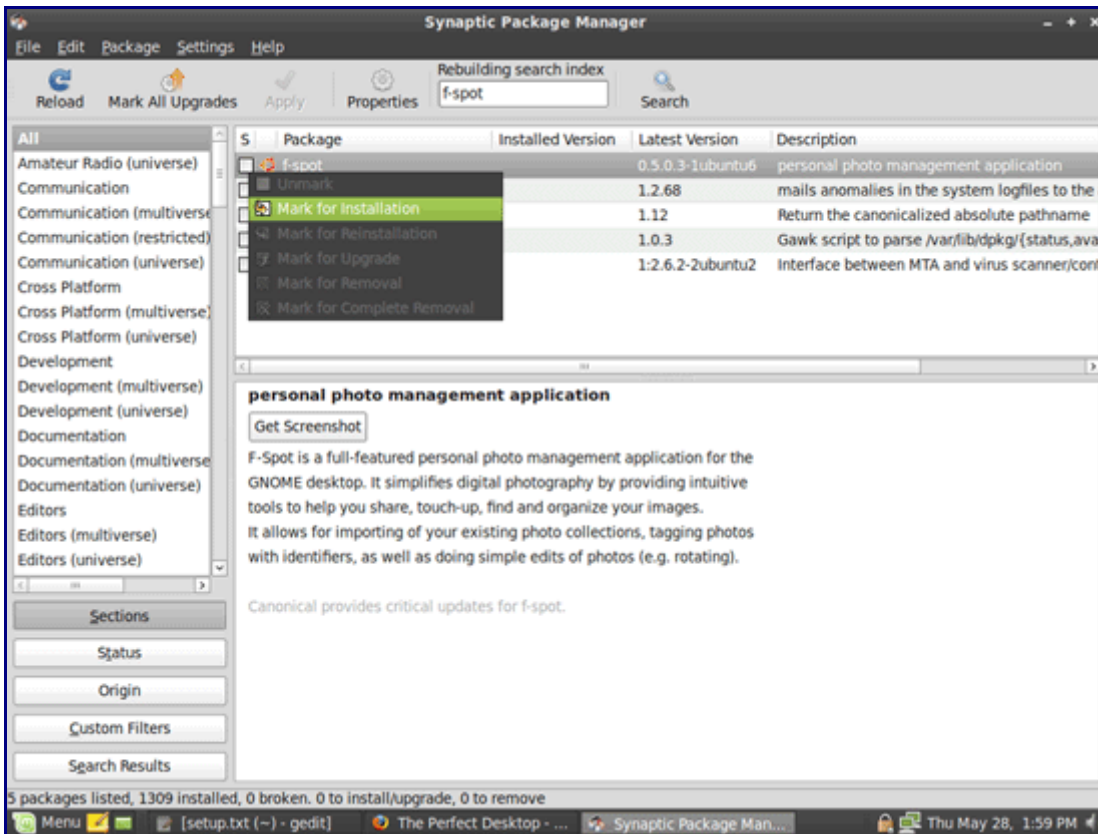 Synaptic Package Manager
File Edit Package Settings Help
Rebuilding search index
f-spot
Reload Mark All Upgrades Apply Properties Search
All
Amateur Radio (universe)
Communication
Communication (multiverse
Communication (restricted)
Communication (universe)
Cross Platform
Cross Platform (multiverse)
Cross Platform (universe)
Development
Development (multiverse)
Development (universe)
Documentation
Documentation (multiverse
Documentation (universe)
Editors
Editors (multiverse)
Editors (universe)
Sections
Status
Origin
Custom Filters
Search Results
S Package Installed Version Latest Version Description
f-spot 0.5.0.3-1ubuntu6 personal photo management application
1.2.68 mails anomalies in the system logfiles to the
1.12 Return the canonicalized absolute pathname
1.0.3 Gawk script to parse /var/lib/dpkg/{status,ava
1:2.6.2-2ubuntu2 Interface between MTA and virus scanner/con
Unmark
Mark for Installation
Mark for Reinstallation
Mark for Upgrade
Mark for Removal
Mark for Complete Removal
personal photo management application
Get Screenshot
F-Spot is a full-featured personal photo management application for the
GNOME desktop. It simplifies digital photography by providing intuitive
tools to help you share, touch-up, find and organize your images.
It allows for importing of your existing photo collections, tagging photos
with identifiers, as well as doing simple edits of photos (e.g. rotating).
Canonical provides critical updates for f-spot.
5 packages listed, 1309 installed, 0 broken. 0 to install/upgrade, 0 to remove
Menu [setup.txt (~) - gedit] The Perfect Desktop - ... Synaptic Package Man... Thu May 28, 1:59 PM